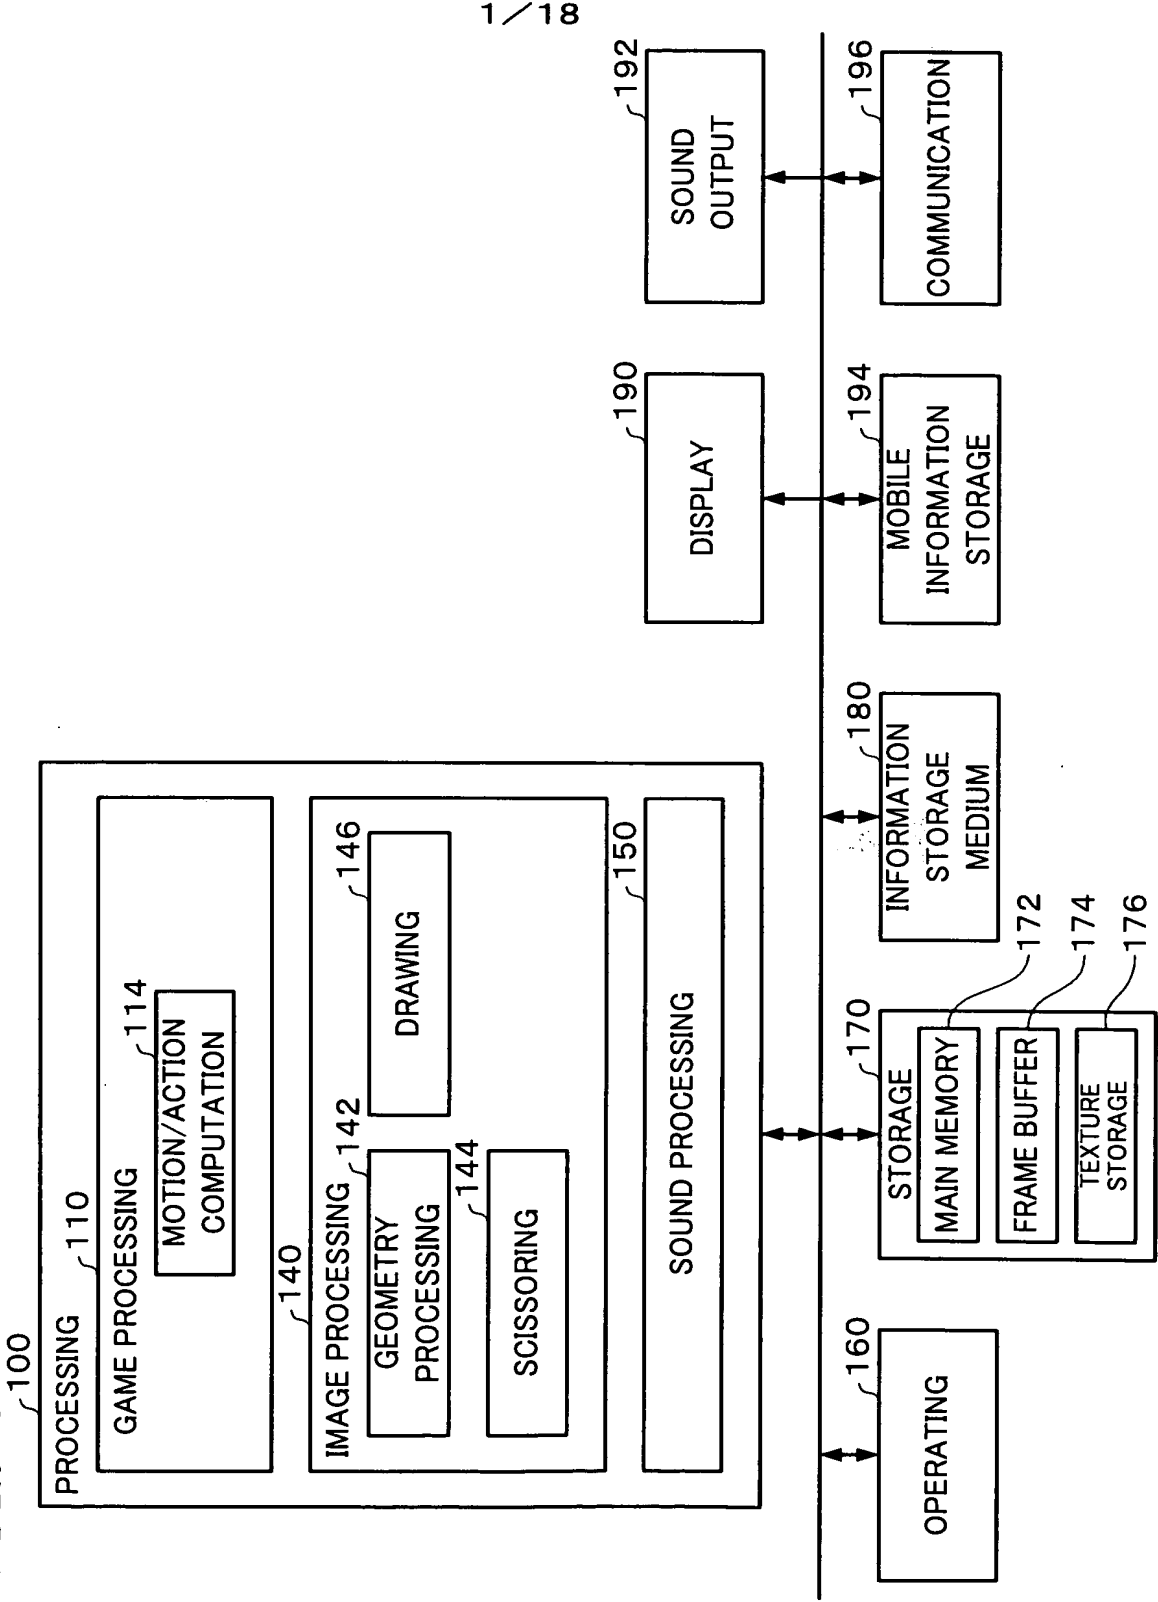 1/18
100
PROCESSING
110
GAME PROCESSING
114
MOTION/ACTION
COMPUTATION
140
IMAGE PROCESSING
142
GEOMETRY
PROCESSING
146
DRAWING
144
SCISSORING
150
SOUND PROCESSING
190
DISPLAY
192
SOUND
OUTPUT
160
OPERATING
170
STORAGE
MAIN MEMORY
172
FRAME BUFFER
174
TEXTURE
STORAGE
176
180
INFORMATION
STORAGE
MEDIUM
194
MOBILE
INFORMATION
STORAGE
196
COMMUNICATION